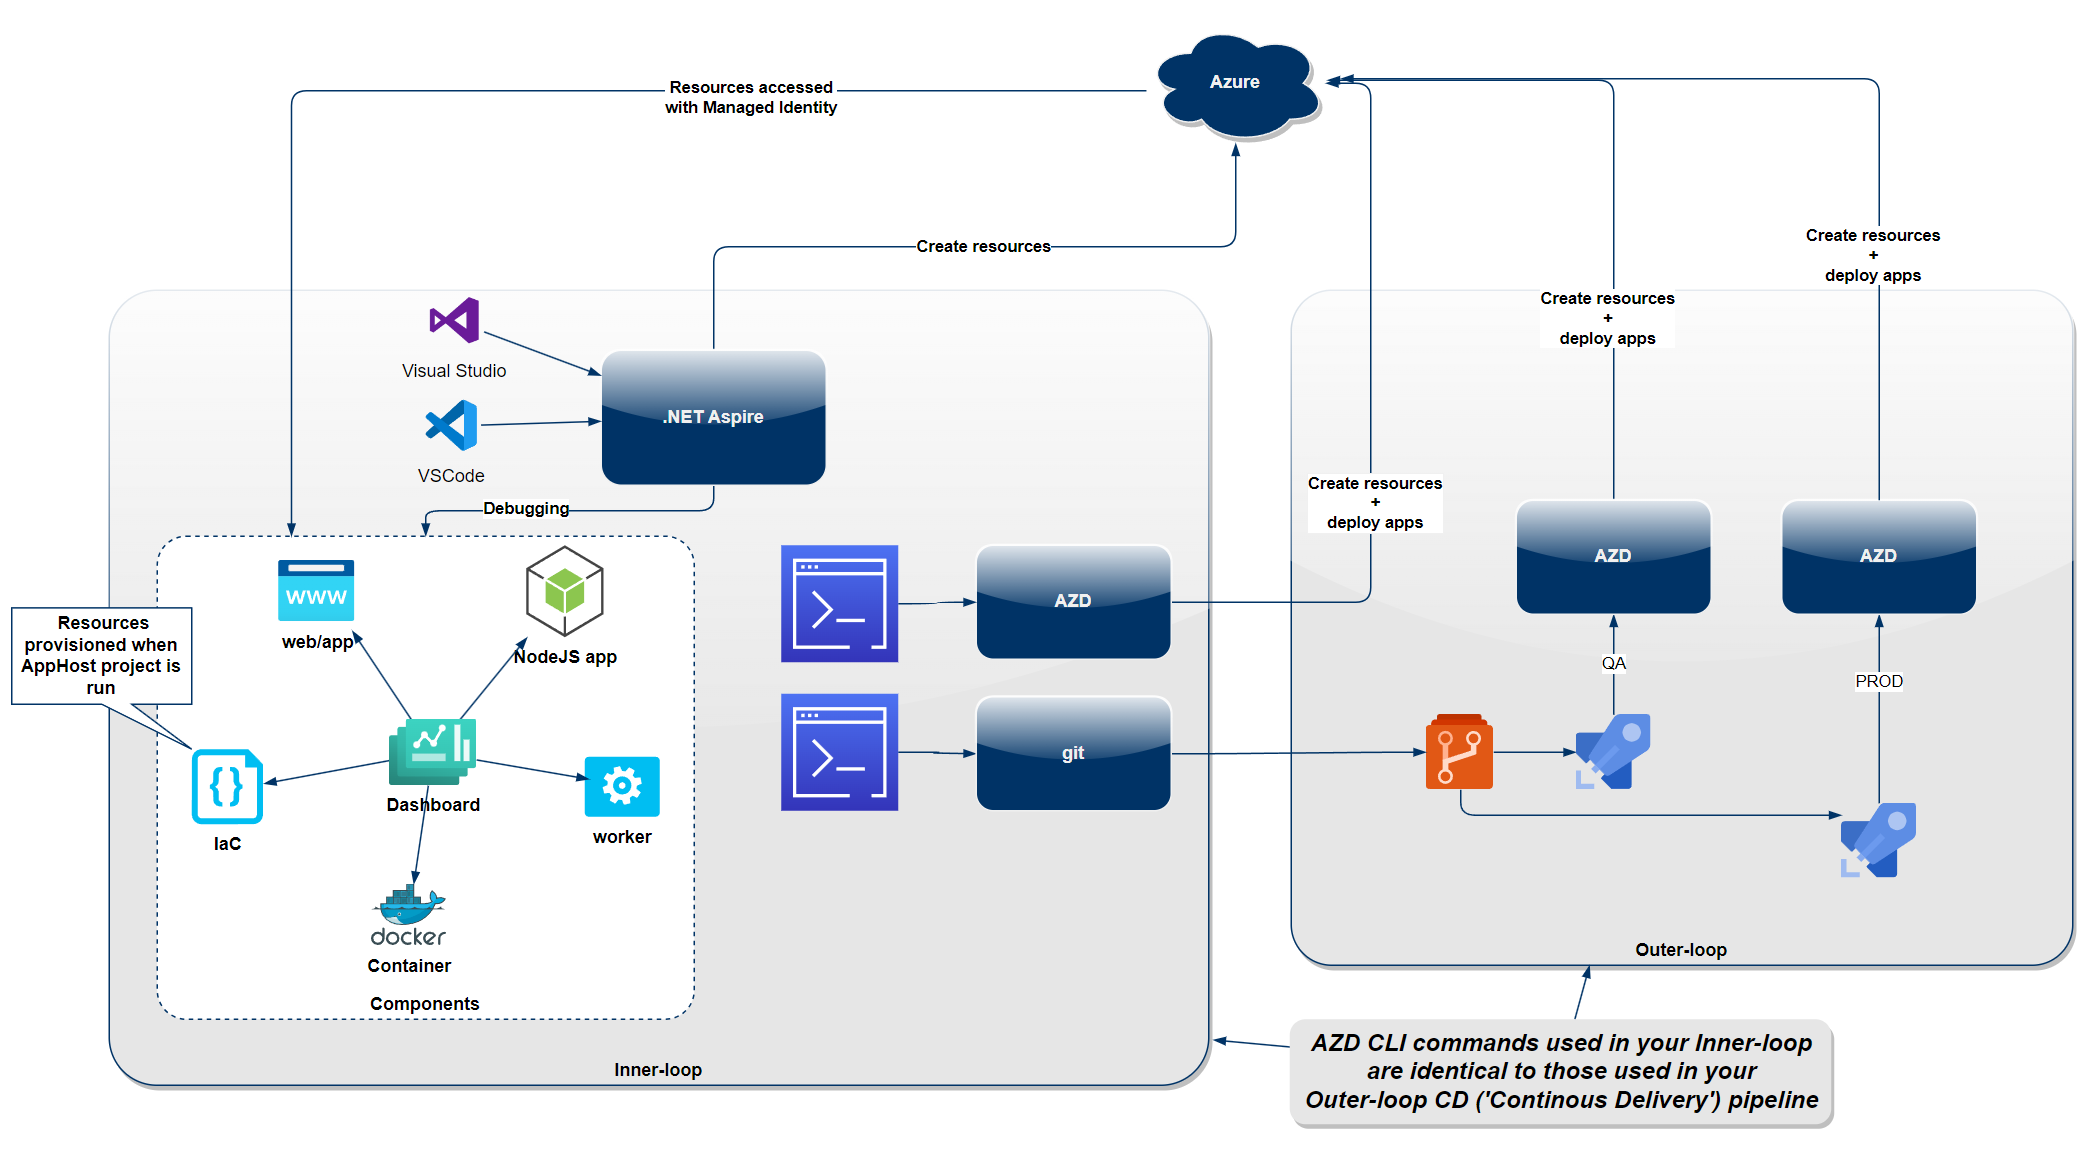 Azure
Resources accessed
with Managed Identity
Create resources
Create resources
+
deploy apps
Create resources
+
deploy apps
Visual Studio
.NET Aspire
VSCode
Debugging
Create resources
+
deploy apps
AZD
AZD
WWW
web/app
NodeJS app
AZD
Resources
provisioned when
AppHost project is
run
QA
PROD
git
Dashboard
{}
IaC
worker
docker
Container
Components
Outer-loop
Inner-loop
AZD CLI commands used in your Inner-loop
are identical to those used in your
Outer-loop CD ('Continous Delivery') pipeline